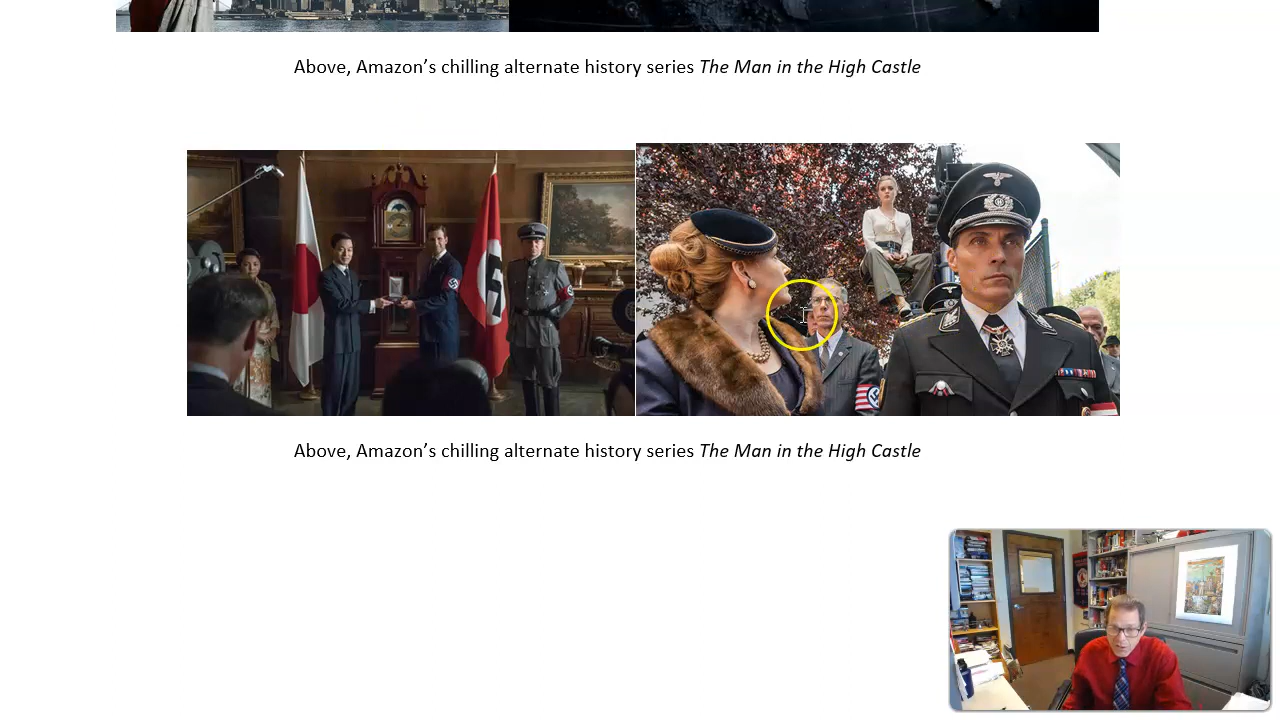 Above, Amazon’s chilling alternate history series The Man in the High Castle
Above, Amazon’s chilling alternate history series The Man in the High Castle